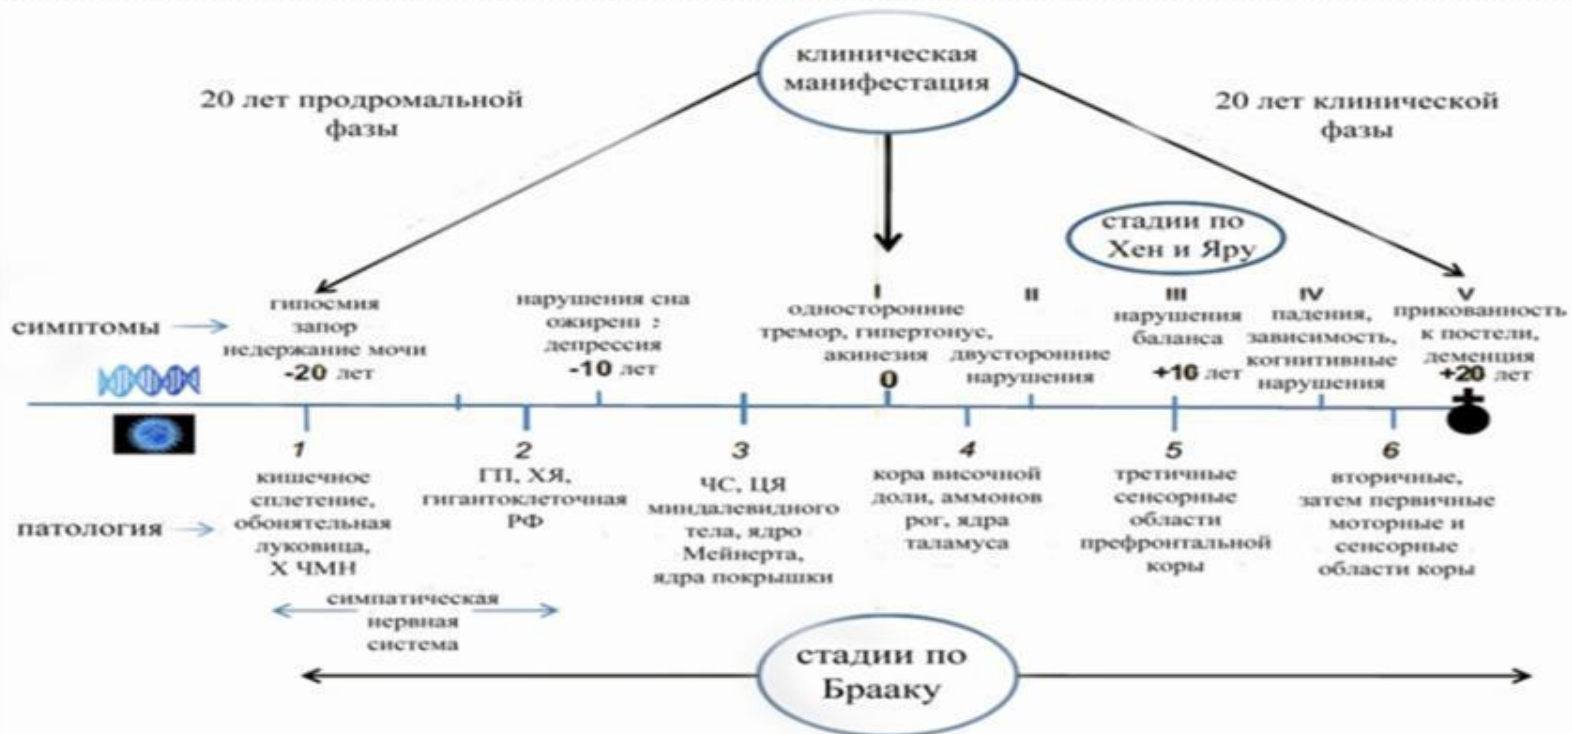 клиническая
манифестация
20 лет продромальной
фазы
20 лет клинической
фазы
стадии по
Хен и Яру
симптомы
гипосмия
запор
недержание мочи
-20 лет
нарушения сна
ожирение
депрессия
-10 лет
I
односторонние
тремор, гипертонус,
акинезия
0
II
двусторонние
нарушения
III
нарушения
баланса
+10 лет
IV
падения,
зависимость,
когнитивные
нарушения
V
прикованность
к постели,
деменция
+20 лет
патология
1
кишечное
сплетение,
обонятельная
луковица,
X ЧМН
2
ГП, ХЯ,
гигантоклеточная
РФ
3
ЧС, ЦЯ
миндалевидного
тела, ядро
Мейнерта,
ядра покрышки
4
кора височной
доли, аммонов
рог, ядра
таламуса
5
третичные
сенсорные
области
префронтальной
коры
6
вторичные,
затем первичные
моторные и
сенсорные
области коры
симпатическая
нервная
система
стадии по
Брааку